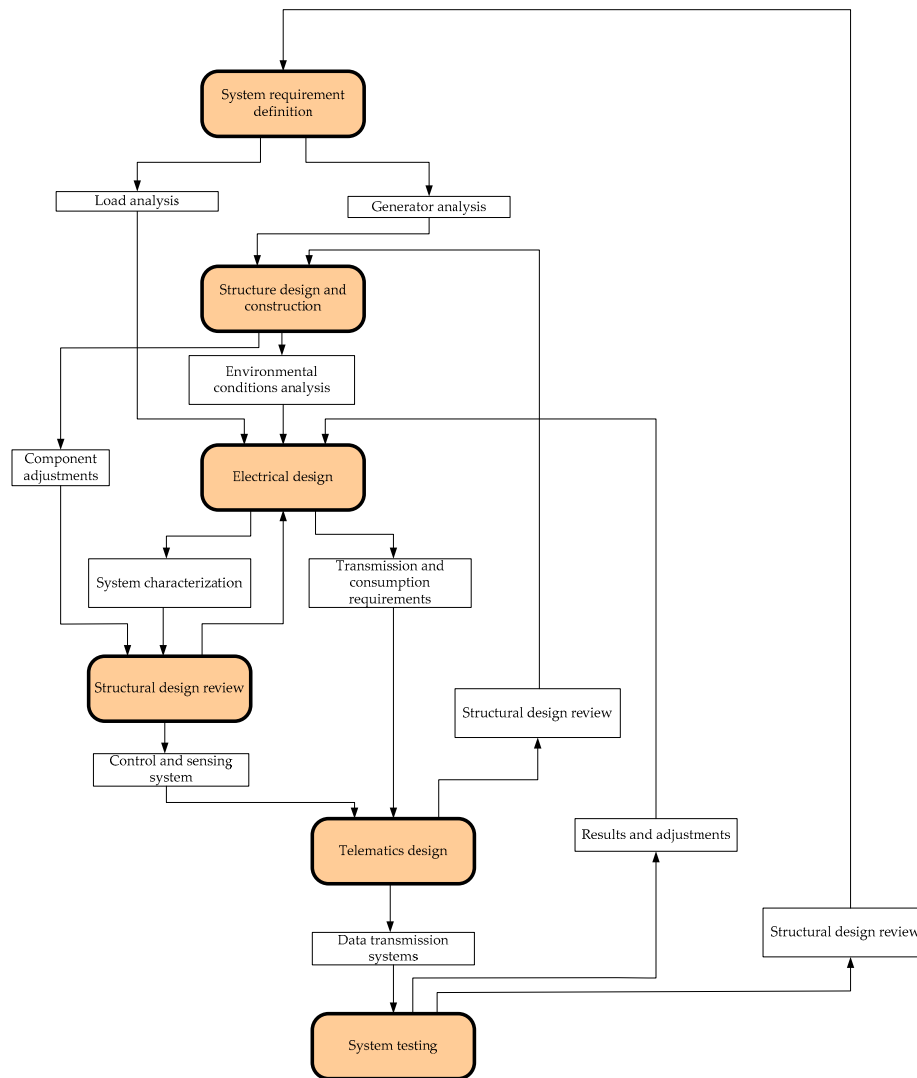 System requirement
definition
Load analysis
Generator analysis
Structure design and
construction
Environmental
conditions analysis
Component
adjustments
Electrical design
System characterization
Transmission and
consumption
requirements
Structural design review
Structural design review
Control and sensing
system
Telematics design
Results and adjustments
Data transmission
systems
Structural design review
System testing